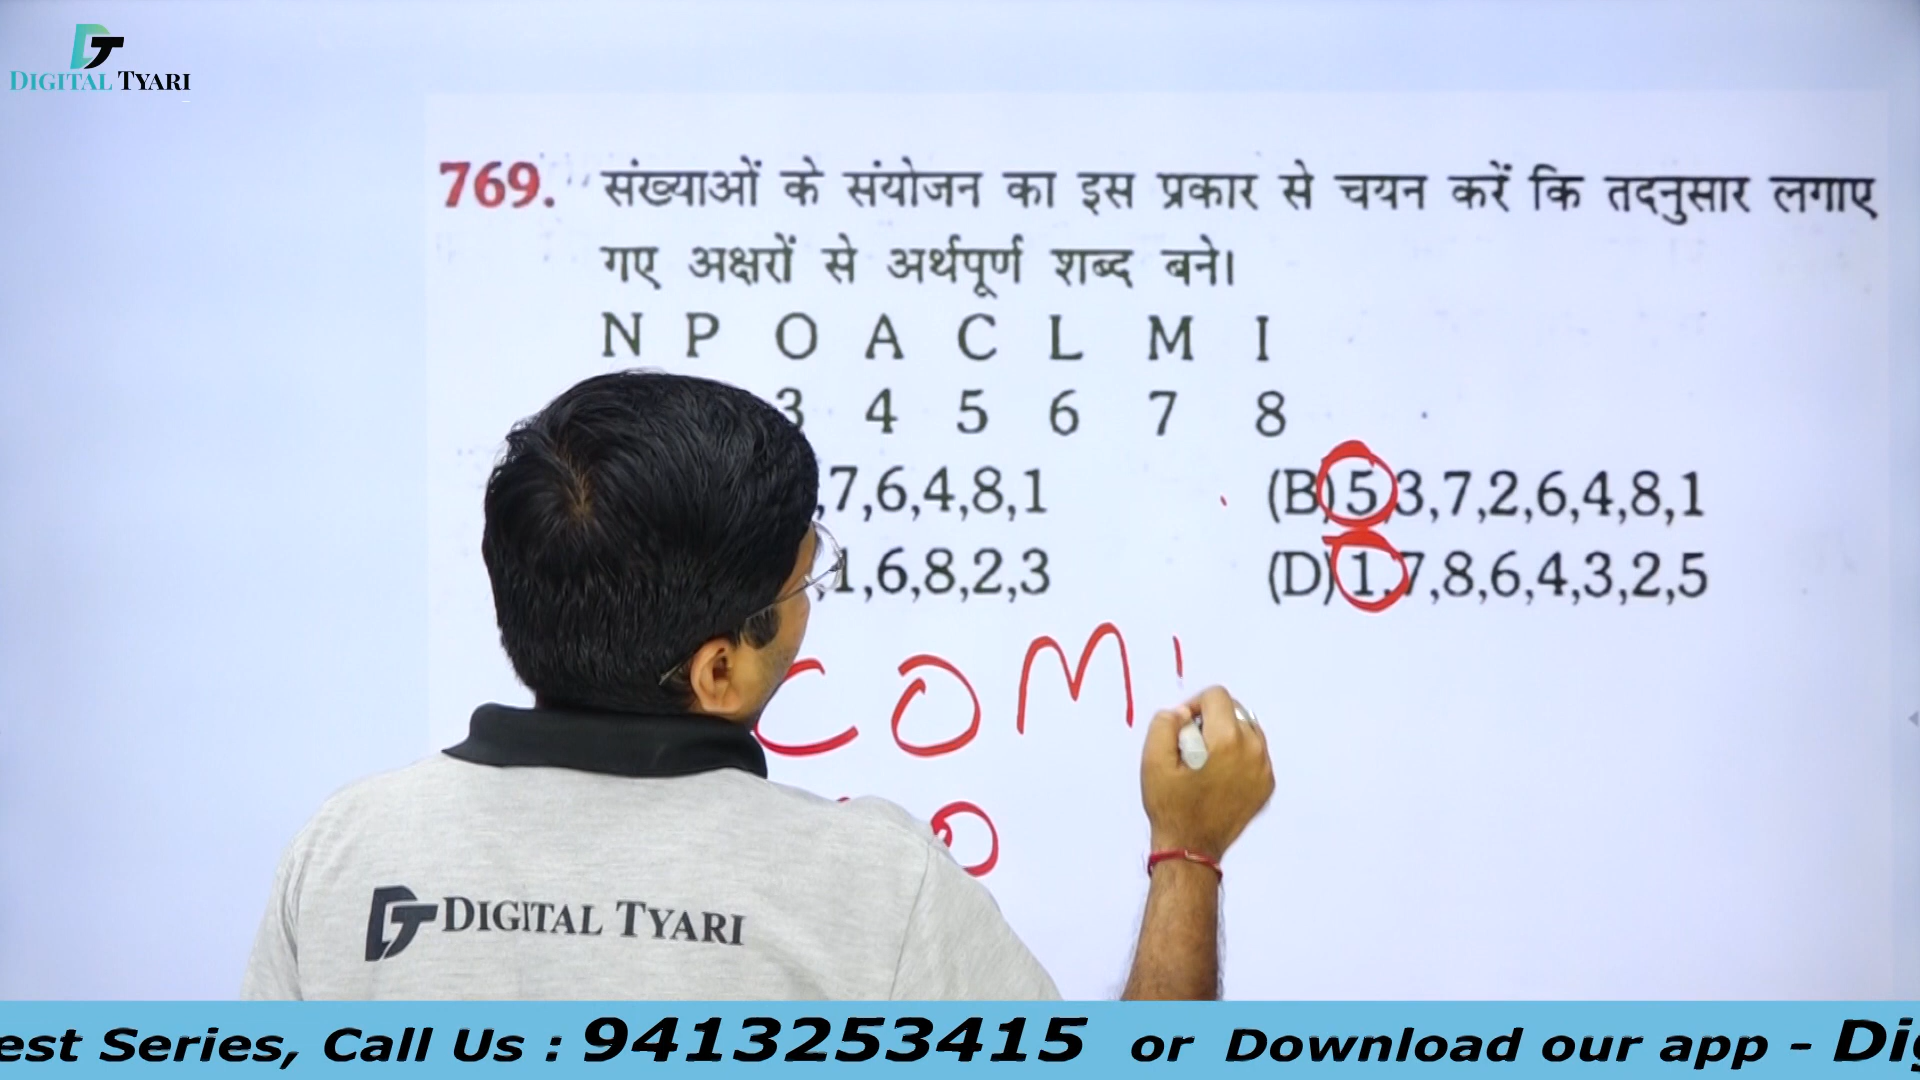 DT
DIGITAL TYARI
769. संख्याओं के संयोजन का इस प्रकार से चयन करें कि तदनुसार लगाए
गए अक्षरों से अर्थपूर्ण शब्द बने।
N P O A C L M I
3 4 5 6 7 8
,7,6,4,8,1 (B) 5,3,7,2,6,4,8,1
,1,6,8,2,3 (D) 1,7,8,6,4,3,2,5
C O M
O
DT DIGITAL TYARI
est Series, Call Us : 9413253415 or Download our app - Dig